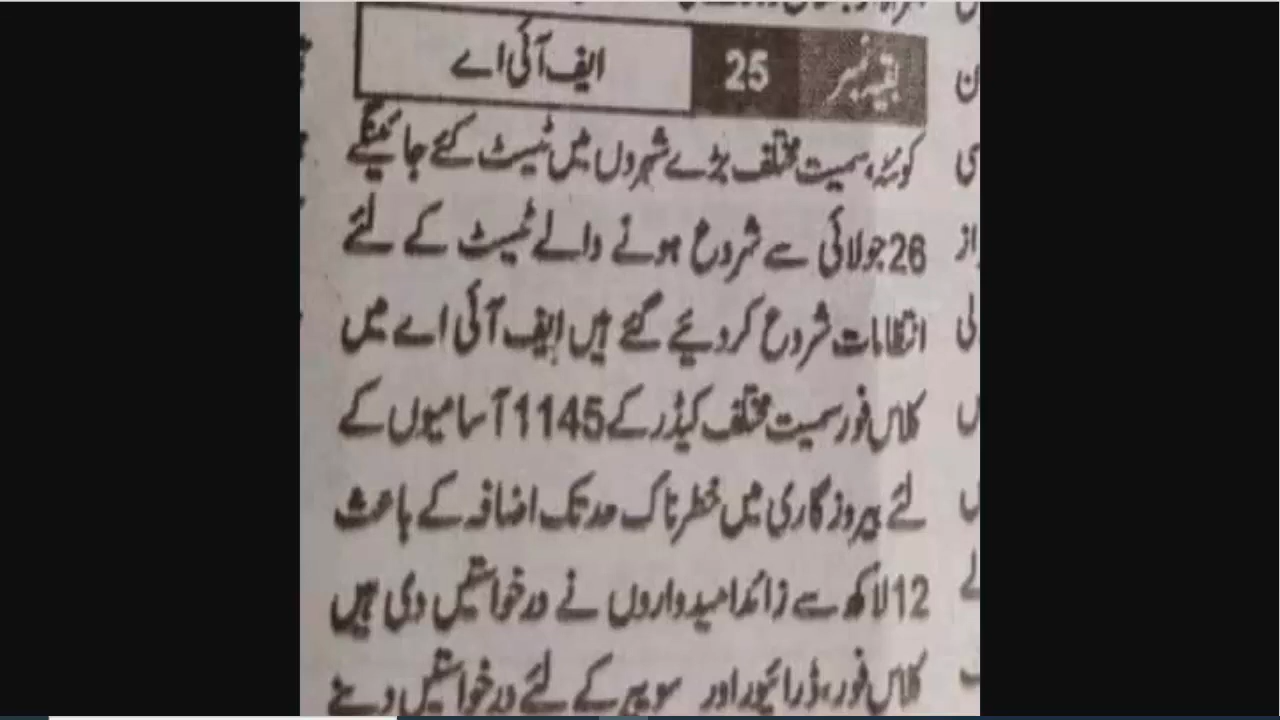 بقیہ نمبر 25 ایف آئی اے
کوئٹہ، سمیت مختلف بڑے شہروں میں ٹیسٹ کئے جائینگے
26 جولائی سے شروع ہونے والے ٹیسٹ کے لئے
انتظامات شروع کردیئے گئے ہیں ایف آئی اے میں
کلاس فور سمیت مختلف کیڈر کے 1145 آسامیوں کے
لئے بیروزگاری میں خطرناک حد تک اضافہ کے باعث
12 لاکھ سے زائد امیدواروں نے درخواستیں دی ہیں
کلاس فور، ڈرائیور اور سویپر کے لئے درخواستیں دینے